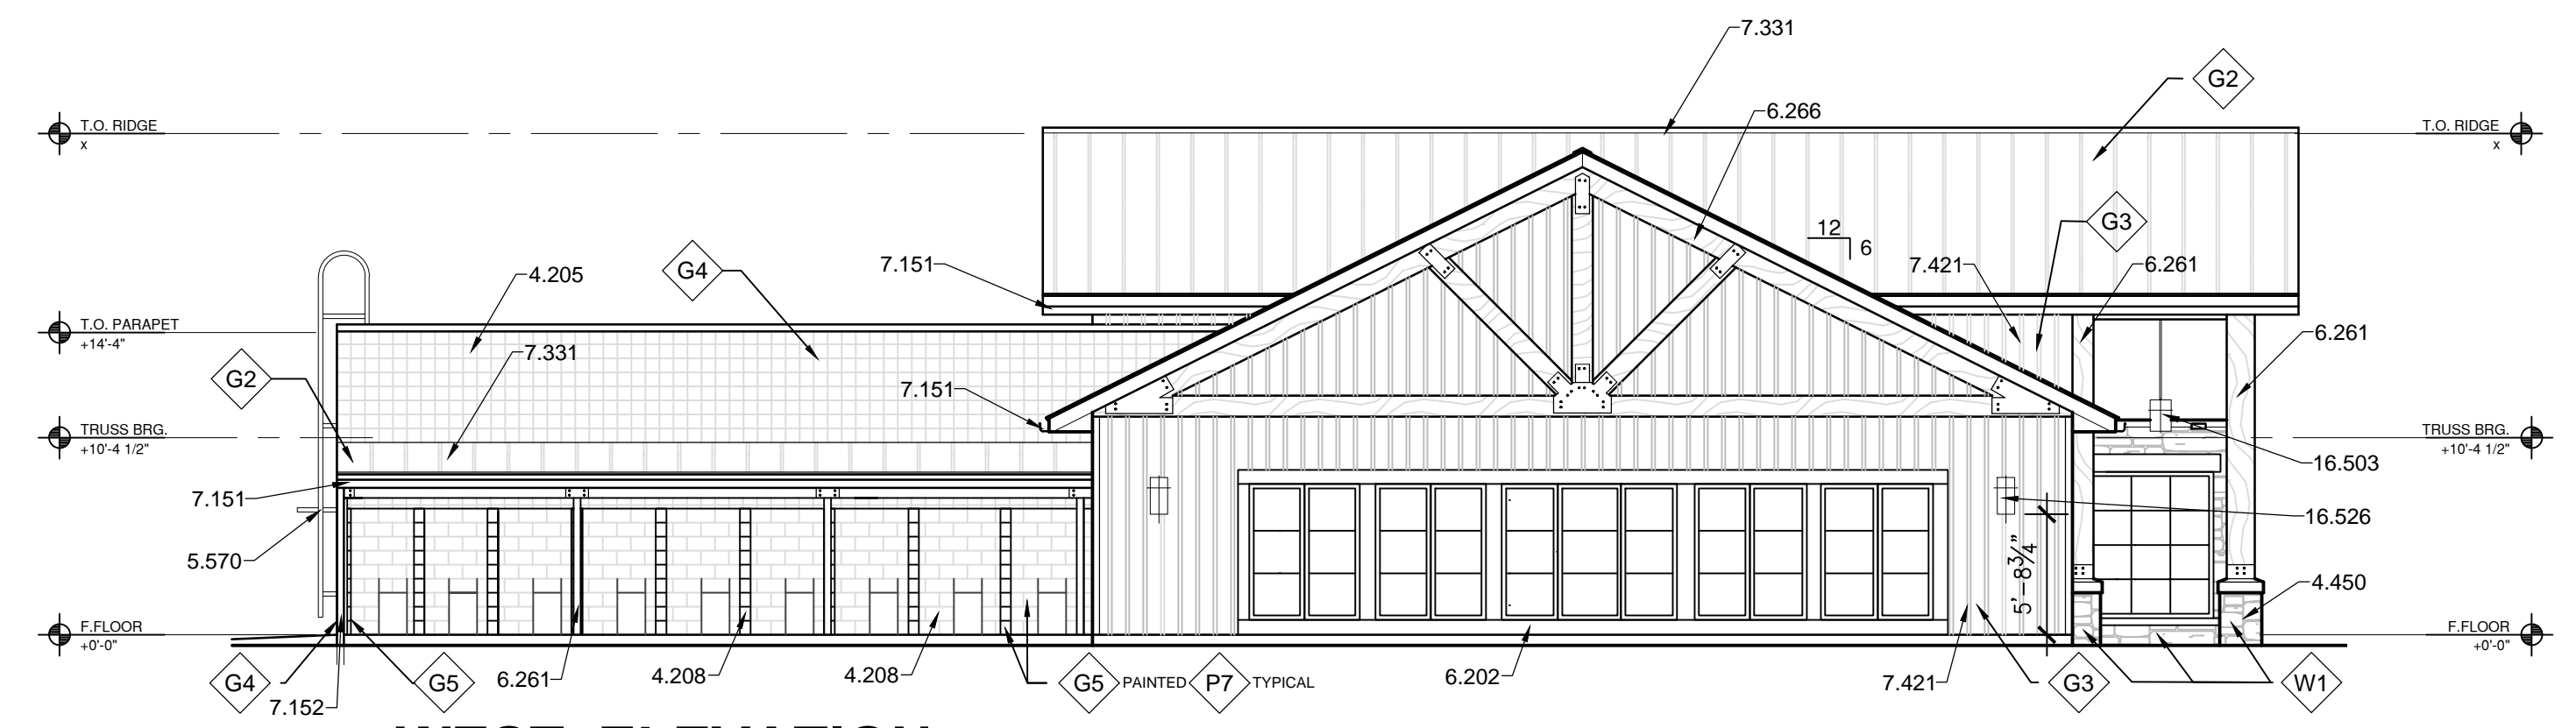 7.331
G2
6.266
T.O. RIDGE
x
T.O. RIDGE
x
G3
12
6
7.151
7.421
6.261
4.205
G4
T.O. PARAPET
+14'-4"
7.331
6.261
G2
7.151
TRUSS BRG.
+10'-4 1/2"
TRUSS BRG.
+10'-4 1/2"
16.503
7.151
16.526
5.570
5'-8¾"
4.450
F.FLOOR
+0'-0"
F.FLOOR
+0'-0"
G4
G5
6.261
4.208
4.208
G5 PAINTED P7 TYPICAL
6.202
7.421
G3
W1
7.152
WEST ELEVATION